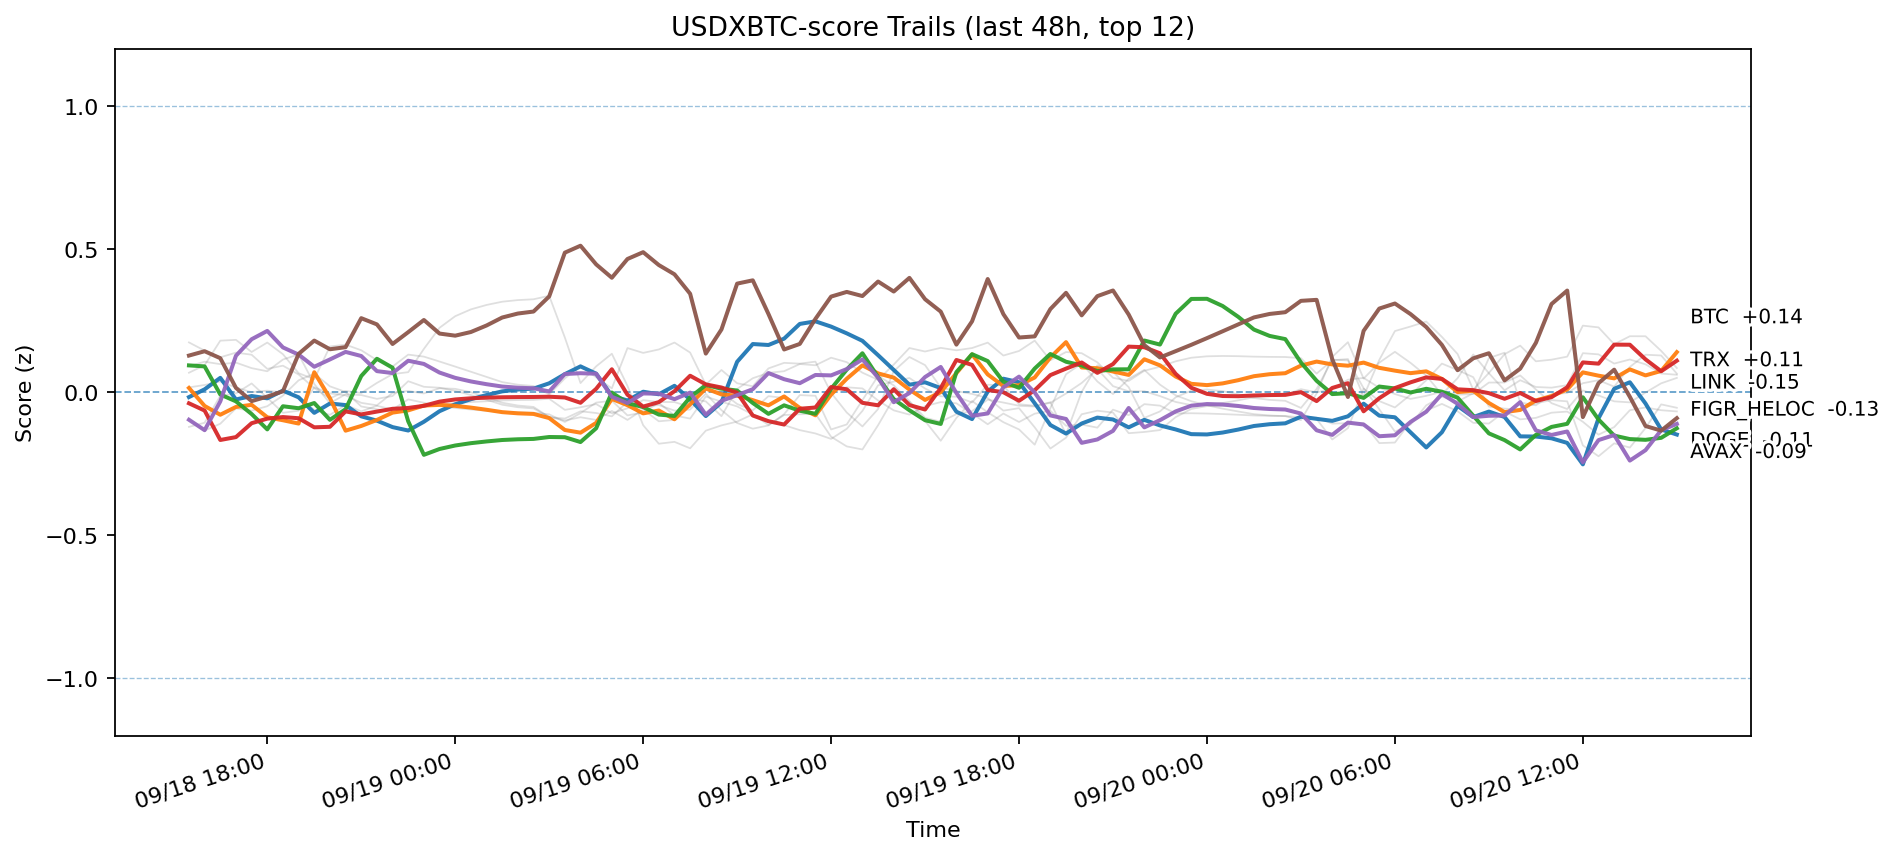 USDXBTC-score Trails (last 48h, top 12)
Score (z)
1.0
0.5
0.0
−0.5
−1.0
BTC +0.14
TRX +0.11
LINK -0.15
FIGR_HELOC -0.13
DOGE -0.11
AVAX -0.09
09/18 18:00
09/19 00:00
09/19 06:00
09/19 12:00
09/19 18:00
09/20 00:00
09/20 06:00
09/20 12:00
Time